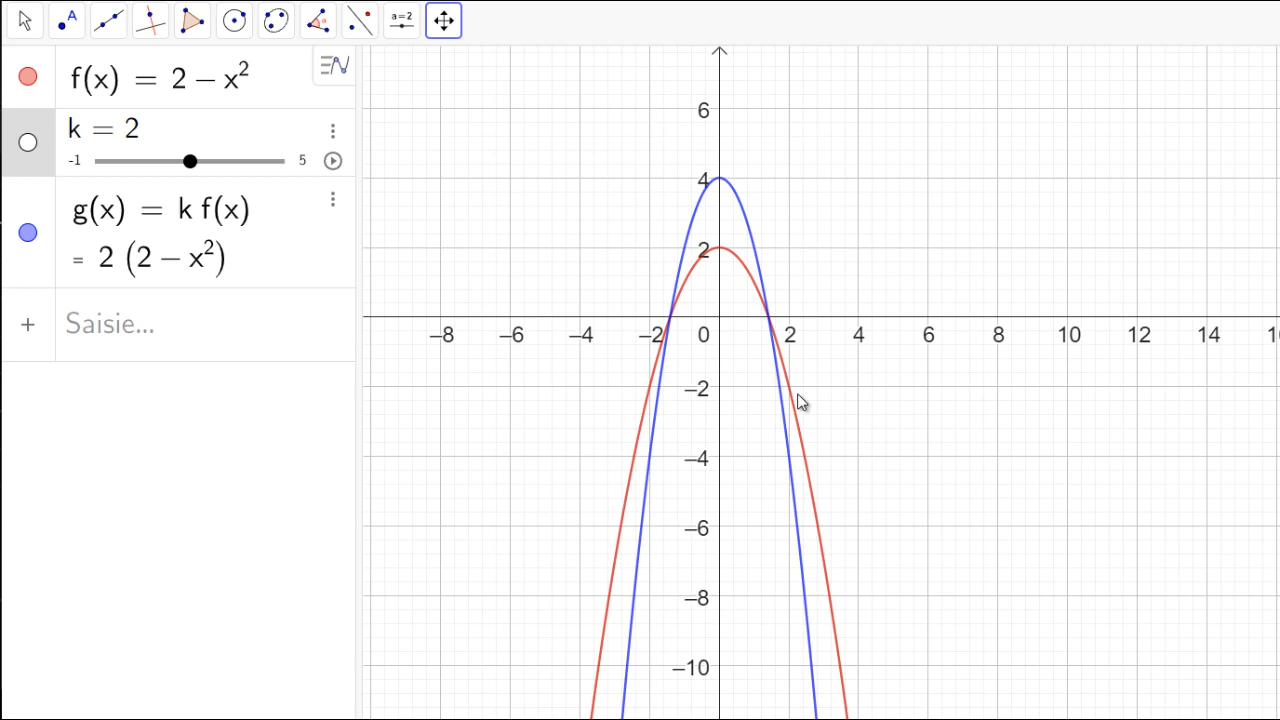 A
a=2
f(x) = 2 − x²
k = 2
-1 5
g(x) = k f(x)
= 2 (2 − x²)
+ Saisie...
6
4
2
−8 −6 −4 −2 0 2 4 6 8 10 12 14
−2
−4
−6
−8
−10